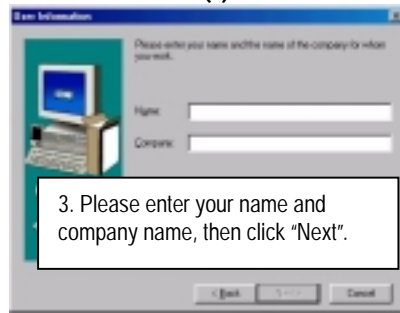 User Information
Please enter your name and the name of the company for whom
you work.
Name:
Company:
3. Please enter your name and
company name, then click “Next”.
< Back
Cancel